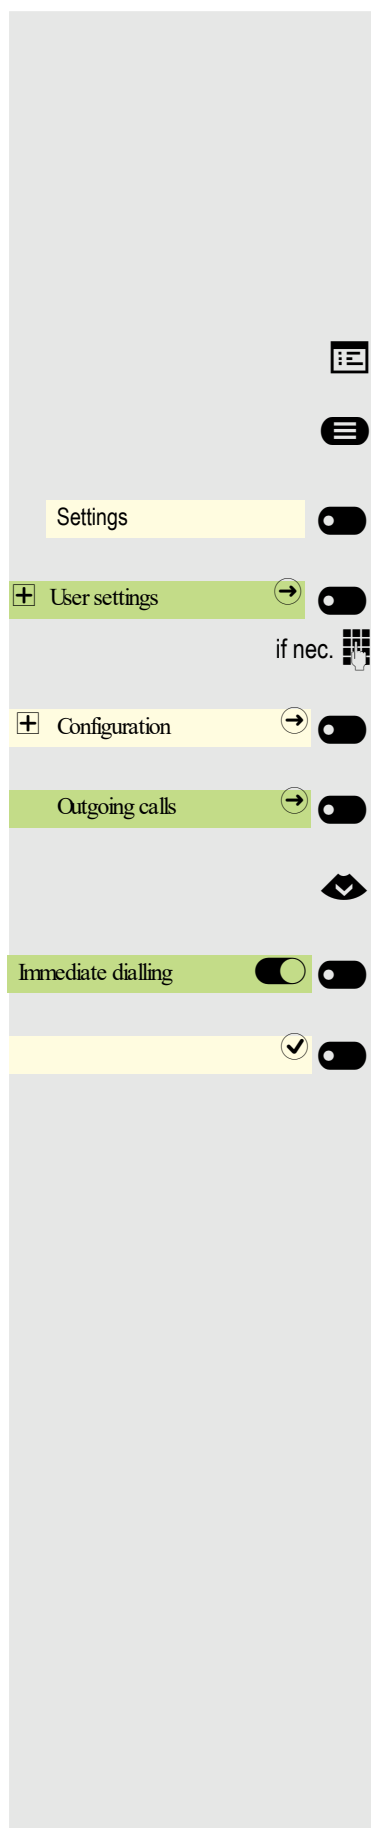 Settings
User settings
if nec.
Configuration
Outgoing calls
Immediate dialling